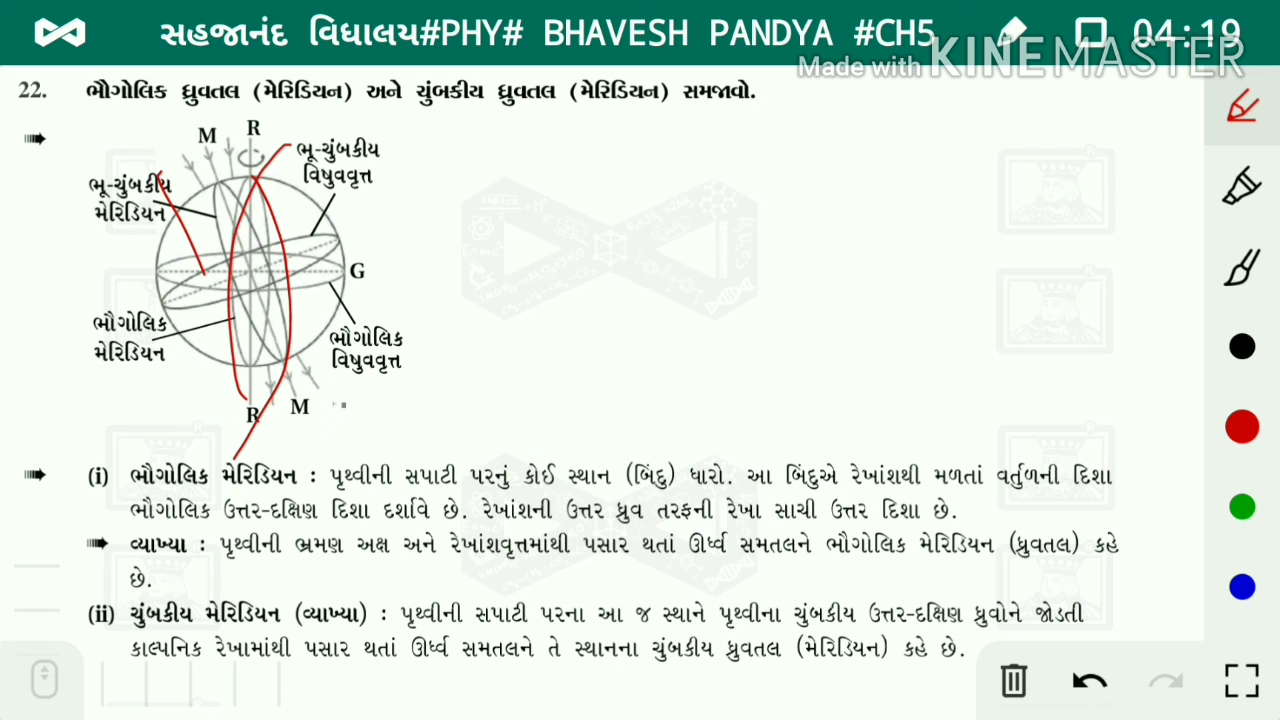 સહજાનંદ વિધાલય#PHY# BHAVESH PANDYA #CH5
04:19
Made with KINEMASTER
22. ભૌગોલિક ધ્રુવતલ (મેરિડિયન) અને ચુંબકીય ધ્રુવતલ (મેરિડિયન) સમજાવો.
M
R
ભૂ-ચુંબકીય
વિષુવવૃત્ત
ભૂ-ચુંબકીય
મેરિડિયન
G
ભૌગોલિક
મેરિડિયન
ભૌગોલિક
વિષુવવૃત્ત
R
M
(i) ભૌગોલિક મેરિડિયન : પૃથ્વીની સપાટી પરનું કોઈ સ્થાન (બિંદુ) ધારો. આ બિંદુએ રેખાંશથી મળતાં વર્તુળની દિશા
ભૌગોલિક ઉત્તર-દક્ષિણ દિશા દર્શાવે છે. રેખાંશની ઉત્તર ધ્રુવ તરફની રેખા સાચી ઉત્તર દિશા છે.
વ્યાખ્યા : પૃથ્વીની ભ્રમણ અક્ષ અને રેખાંશવૃત્તમાંથી પસાર થતાં ઊર્ધ્વ સમતલને ભૌગોલિક મેરિડિયન (ધ્રુવતલ) કહે
છે.
(ii) ચુંબકીય મેરિડિયન (વ્યાખ્યા) : પૃથ્વીની સપાટી પરના આ જ સ્થાને પૃથ્વીના ચુંબકીય ઉત્તર-દક્ષિણ ધ્રુવોને જોડતી
કાલ્પનિક રેખામાંથી પસાર થતાં ઊર્ધ્વ સમતલને તે સ્થાનના ચુંબકીય ધ્રુવતલ (મેરિડિયન) કહે છે.